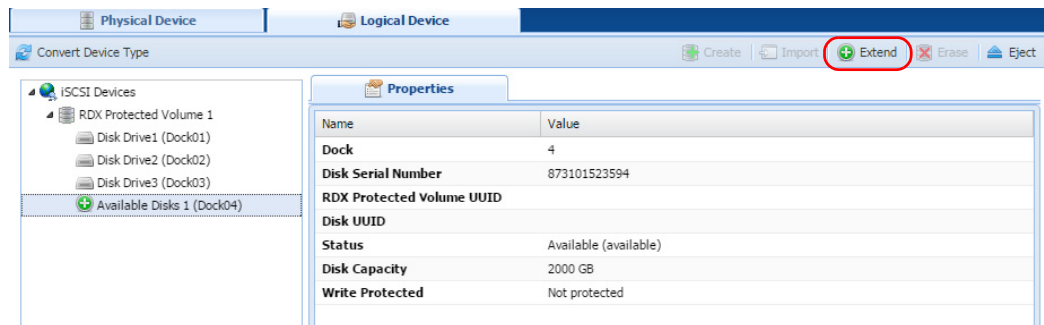 Physical Device Logical Device
Convert Device Type Create Import Extend Erase Eject
iSCSI Devices
RDX Protected Volume 1
Disk Drive1 (Dock01)
Disk Drive2 (Dock02)
Disk Drive3 (Dock03)
Available Disks 1 (Dock04)
Properties
Name Value
Dock 4
Disk Serial Number 873101523594
RDX Protected Volume UUID
Disk UUID
Status Available (available)
Disk Capacity 2000 GB
Write Protected Not protected